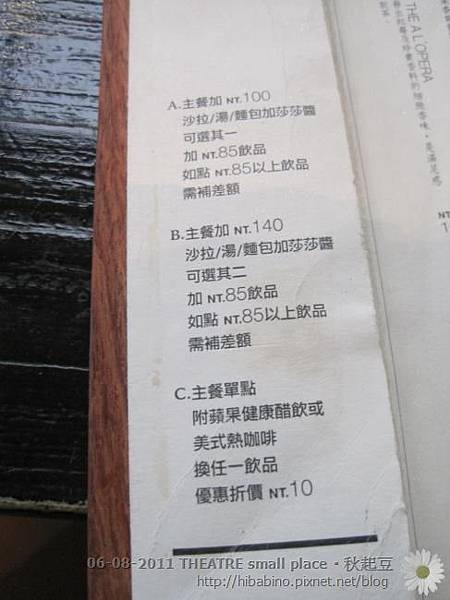 A.主餐加 NT.100
沙拉/湯/麵包加莎莎醬
可選其一
加 NT.85飲品
如點 NT.85以上飲品
需補差額
B.主餐加 NT.140
沙拉/湯/麵包加莎莎醬
可選其二
加 NT.85飲品
如點 NT.85以上飲品
需補差額
C.主餐單點
附蘋果健康醋飲或
美式熱咖啡
換任一飲品
優惠折價 NT.10
THE A L'OPERA
NT
1
06-08-2011 THEATRE small place·秋起豆
http://hibabino.pixnet.net/blog